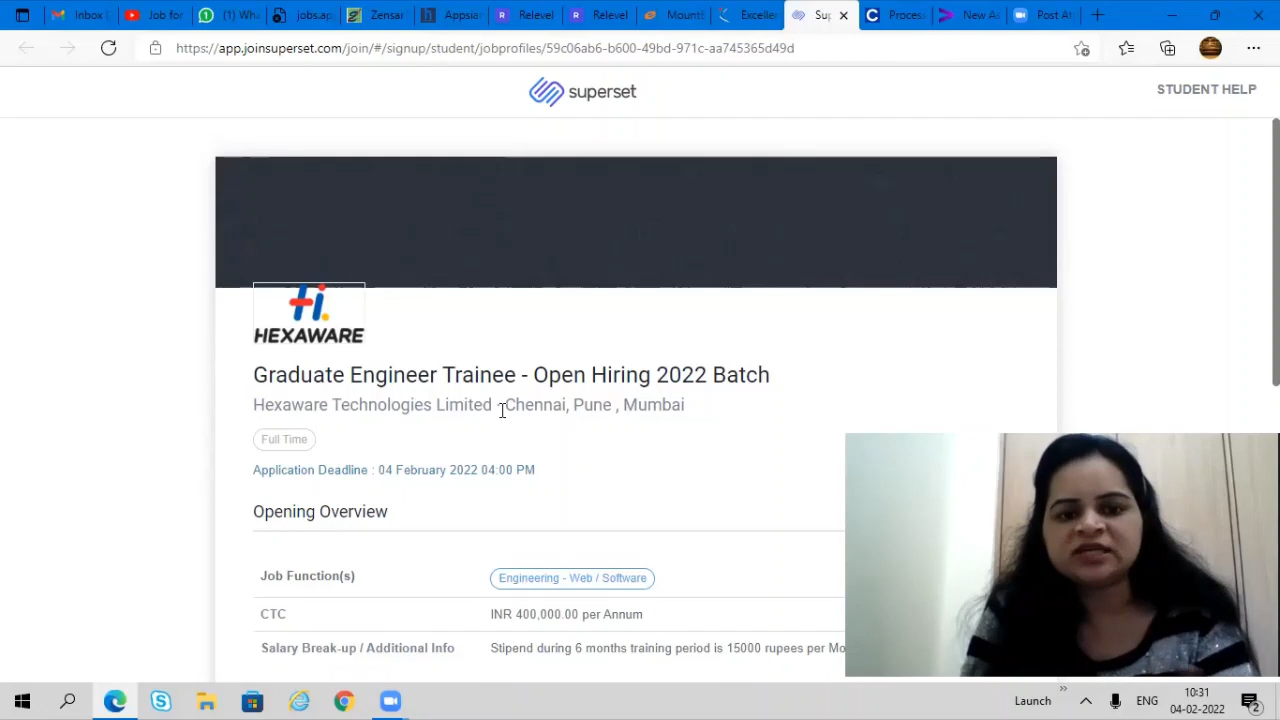 Inbox
Job for
(1) Wha
jobs.ap
Zensar
Appsia
Relevel
Relevel
Mount
Exceller
Sup
Process
New As
Post At
https://app.joinsuperset.com/join/#/signup/student/jobprofiles/59c06ab6-b600-49bd-971c-aa745365d49d
superset
STUDENT HELP
HEXAWARE
Graduate Engineer Trainee - Open Hiring 2022 Batch
Hexaware Technologies Limited - Chennai, Pune , Mumbai
Full Time
Application Deadline : 04 February 2022 04:00 PM
Opening Overview
Job Function(s) Engineering - Web / Software
CTC INR 400,000.00 per Annum
Salary Break-up / Additional Info Stipend during 6 months training period is 15000 rupees per Mo
Launch
ENG
10:31
04-02-2022
2